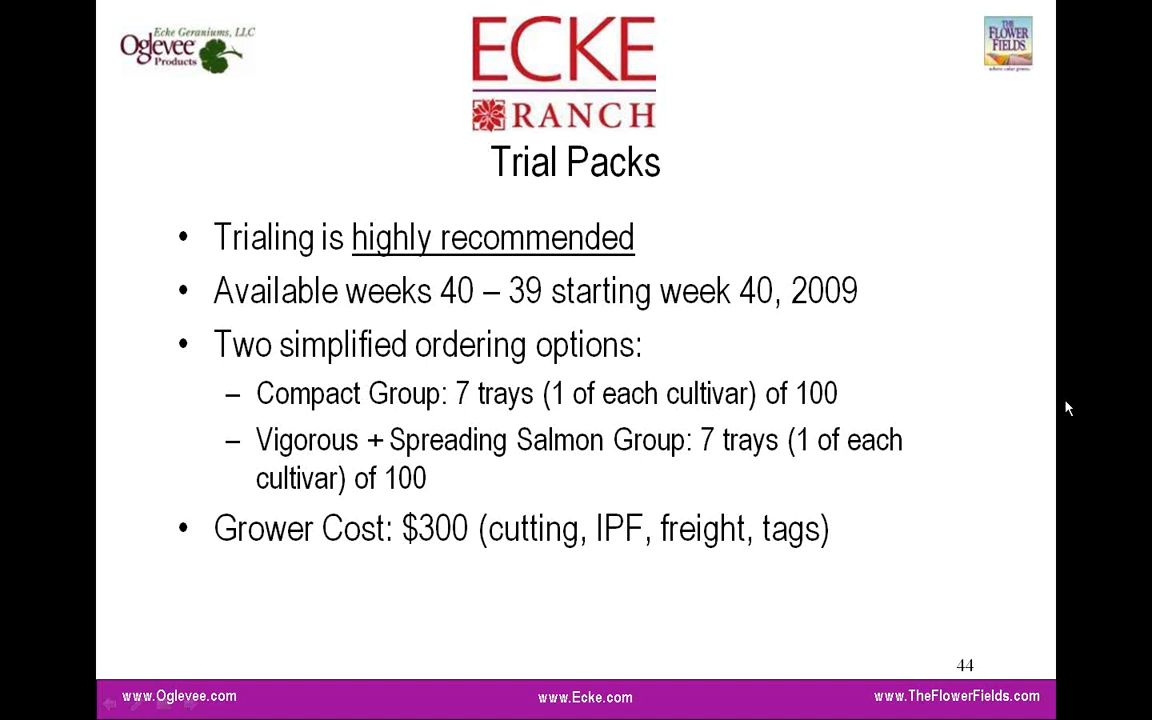 Ecke Geraniums, LLC
Oglevee
Products
ECKE
RANCH
THE
FLOWER
FIELDS
Trial Packs
• Trialing is highly recommended
• Available weeks 40 – 39 starting week 40, 2009
• Two simplified ordering options:
– Compact Group: 7 trays (1 of each cultivar) of 100
– Vigorous + Spreading Salmon Group: 7 trays (1 of each
cultivar) of 100
• Grower Cost: $300 (cutting, IPF, freight, tags)
44
www.Oglevee.com
www.Ecke.com
www.TheFlowerFields.com